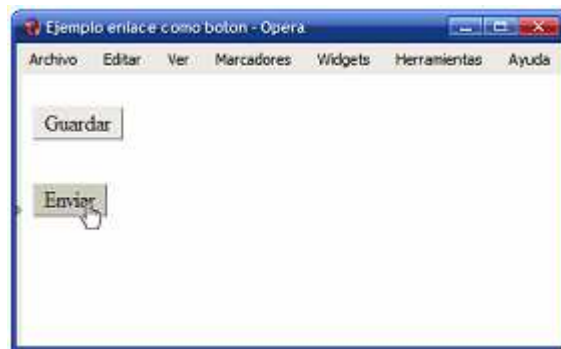 Ejemplo enlace como boton - Opera
Archivo Editar Ver Marcadores Widgets Herramientas Ayuda
Guardar
Enviar